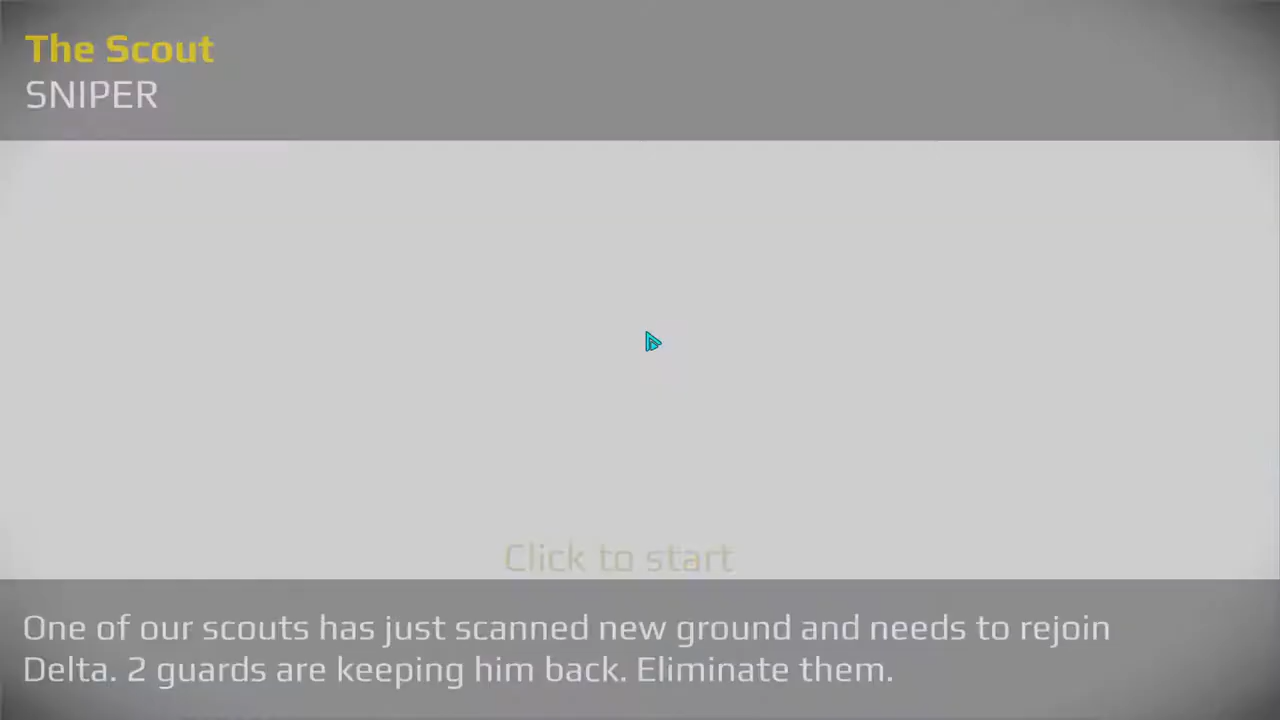 The Scout
SNIPER
Click to start
One of our scouts has just scanned new ground and needs to rejoin
Delta. 2 guards are keeping him back. Eliminate them.